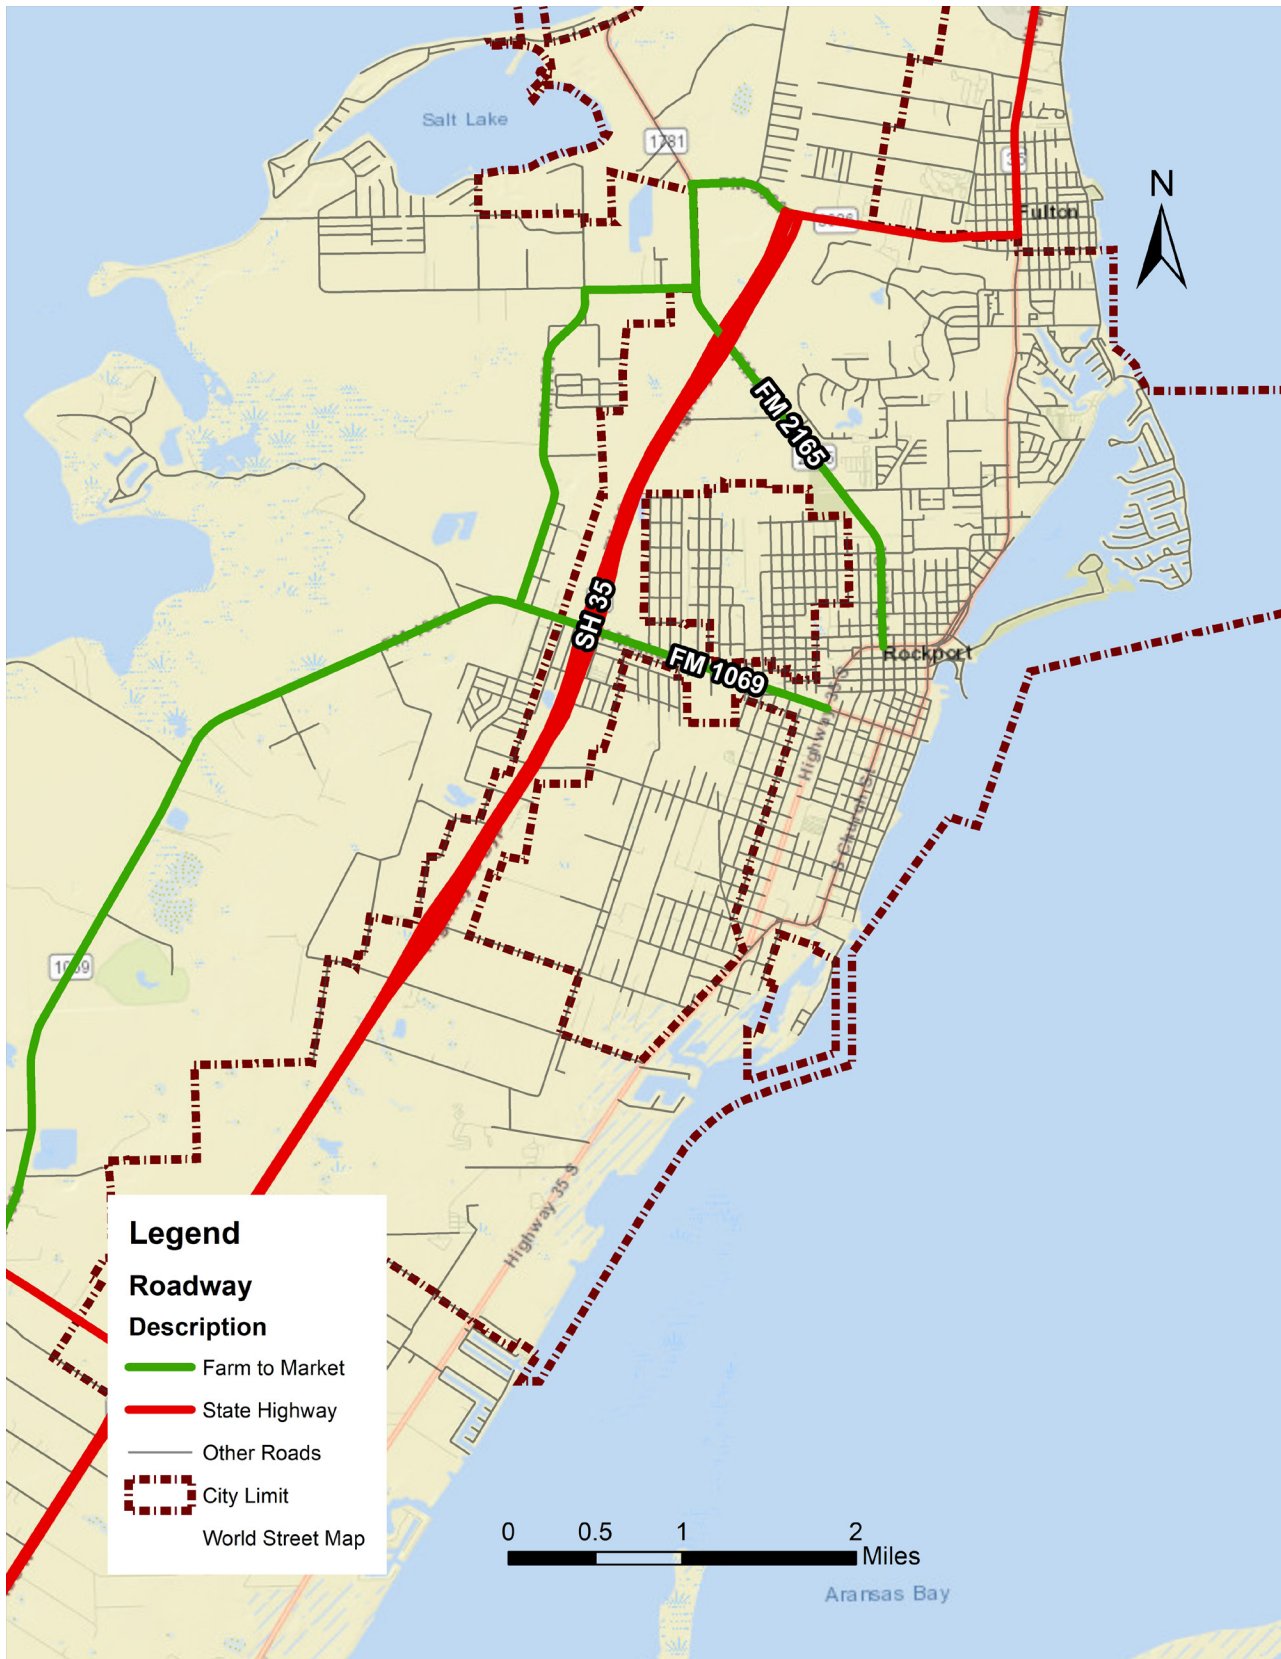 Salt Lake
1781
N
Fulton
FM 2165
SH 35
FM 1069
Rockport
Highway 35 S
S Church St
Highway 35 S
Legend
Roadway
Description
Farm to Market
State Highway
Other Roads
City Limit
World Street Map
0 0.5 1 2
Miles
Aransas Bay